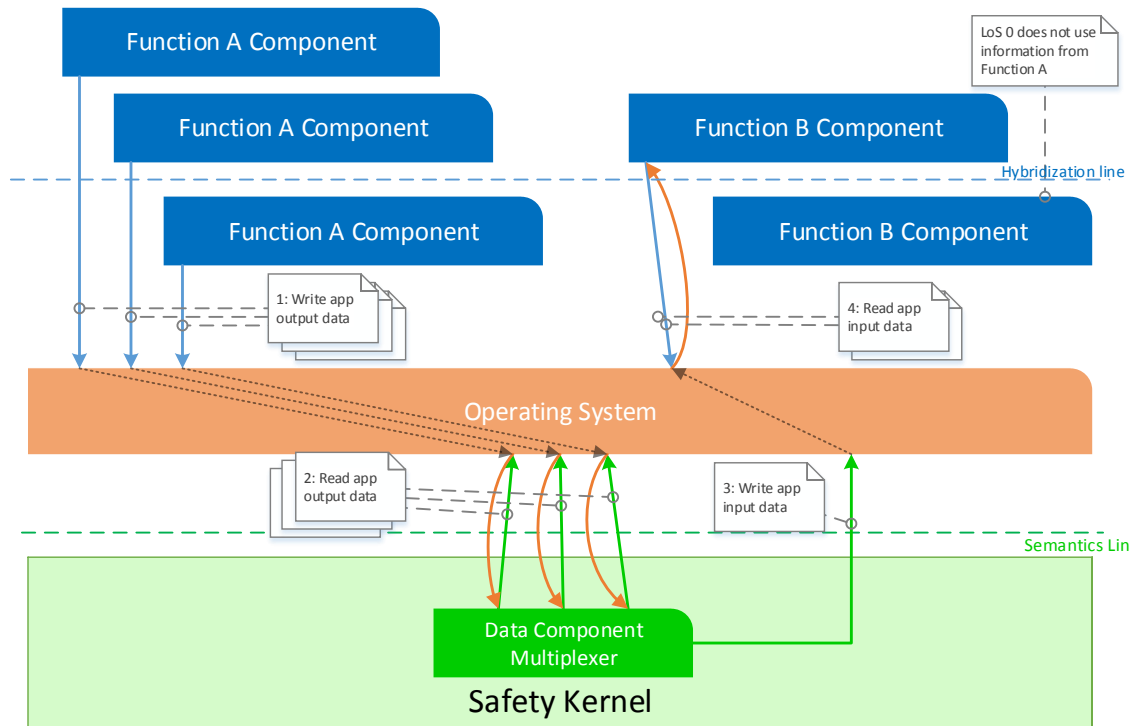 Function A Component
LoS 0 does not use
information from
Function A
Function A Component
Function B Component
Hybridization line
Function A Component
Function B Component
1: Write app
output data
4: Read app
input data
Operating System
2: Read app
output data
3: Write app
input data
Semantics Lin
Data Component
Multiplexer
Safety Kernel